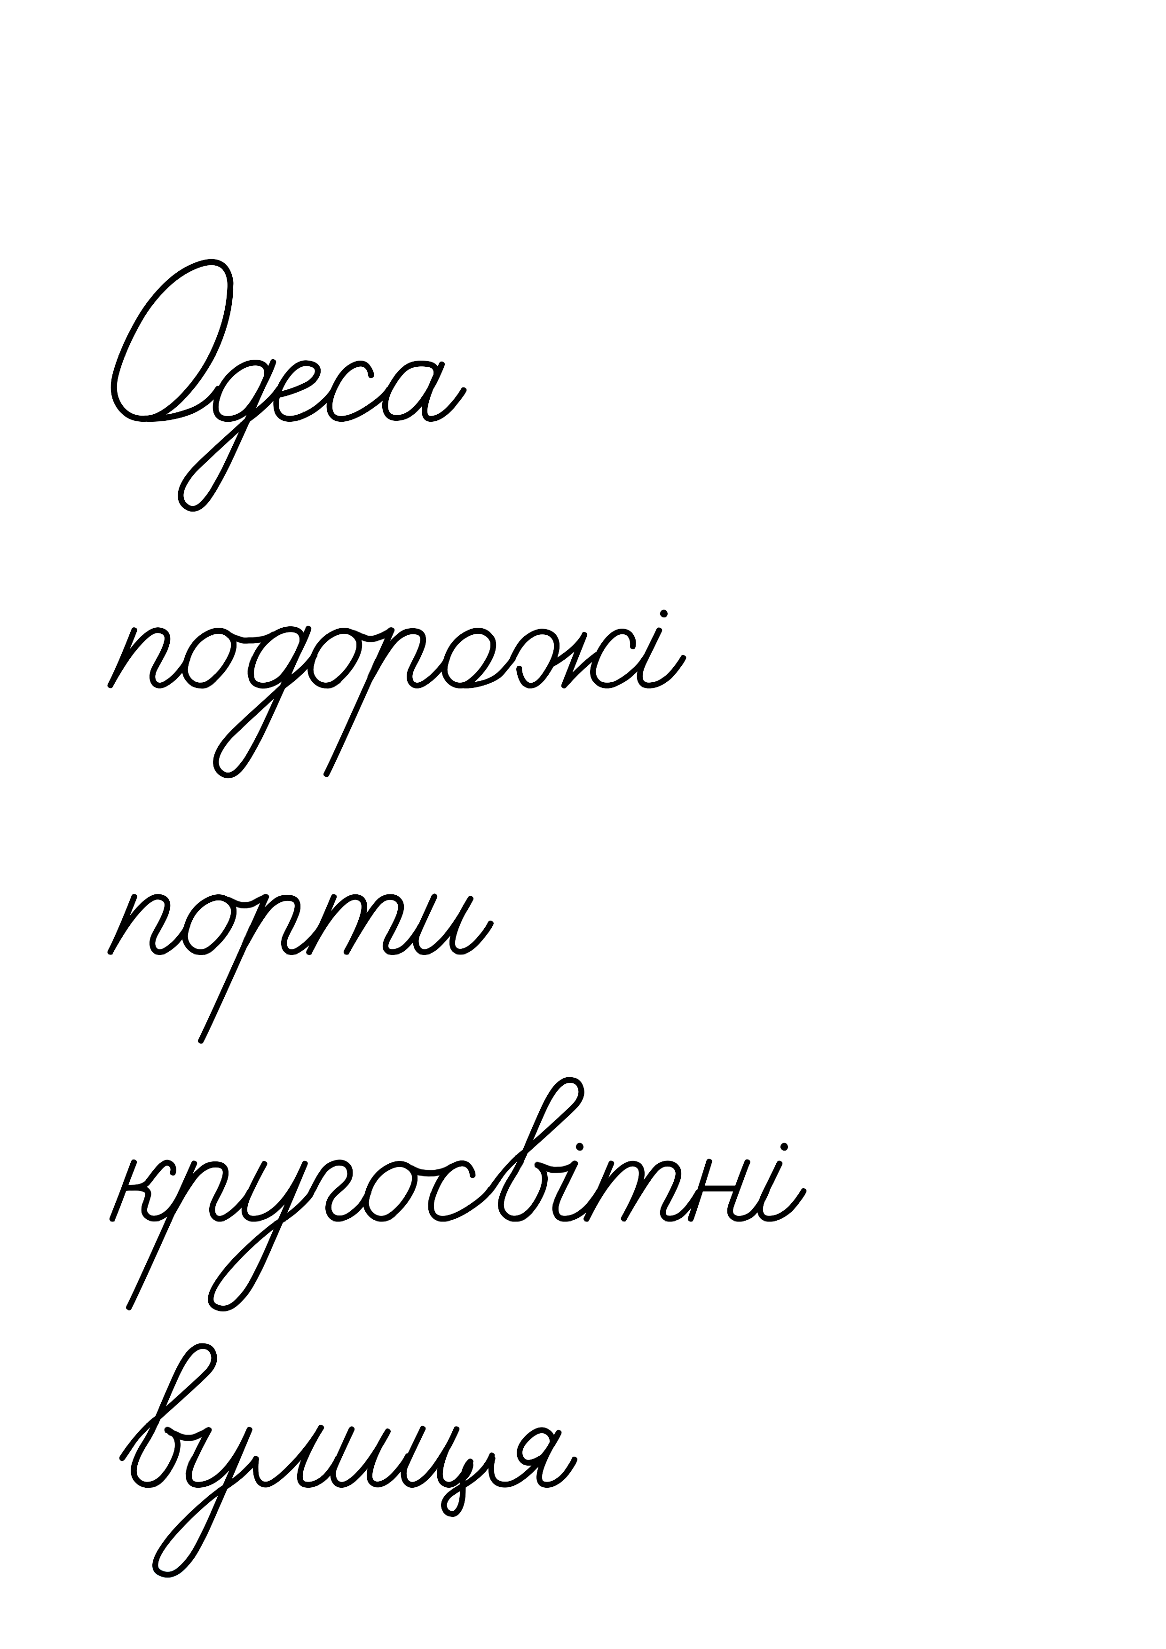 Одеса
подорожі
порти
кругосвітні
вулиця